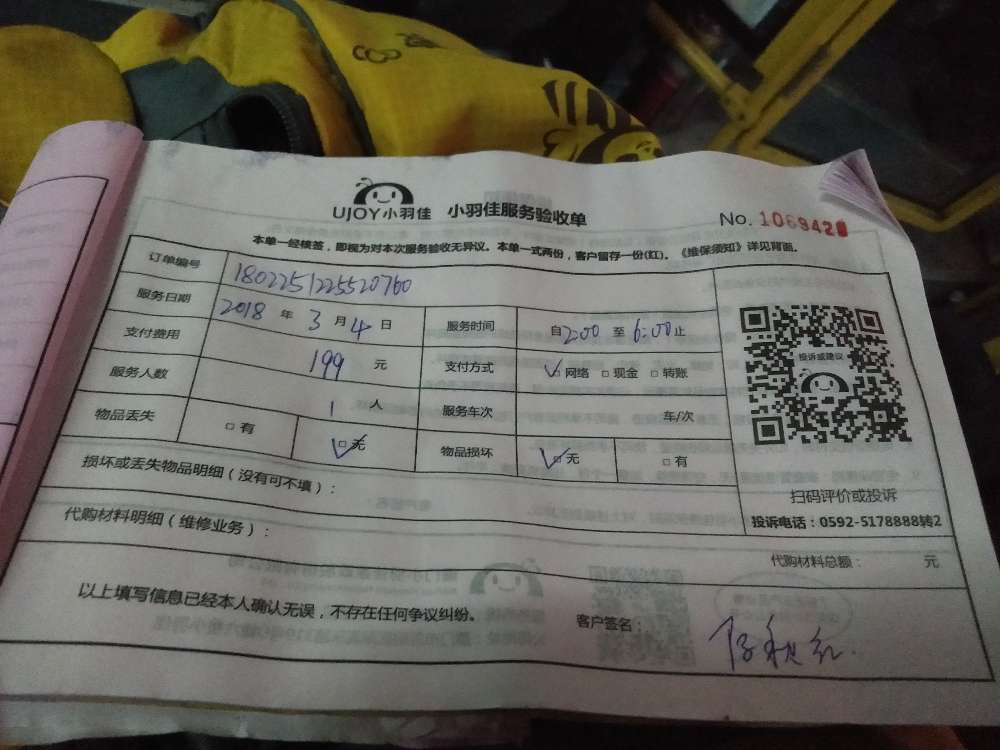 UJOY小羽佳 小羽佳服务验收单 No. 1069428
本单一经核签，即视为对本次服务验收无异议。本单一式两份，客户留存一份(红)。《维保须知》详见背面。
订单编号 1802251225520760
服务日期 2018 年 3 月 4 日 服务时间 自 2:00 至 6:00 止
支付费用 199 元 支付方式 ✓□网络 □现金 □转账
服务人数 1 人 服务车次 车/次
物品丢失 □有 ✓□无 物品损坏 ✓□无 □有
投诉或建议
扫码评价或投诉
投诉电话：0592-5178888转2
损坏或丢失物品明细（没有可不填）：
代购材料明细（维修业务）：
代购材料总额： 元
以上填写信息已经本人确认无误，不存在任何争议纠纷。 客户签名：